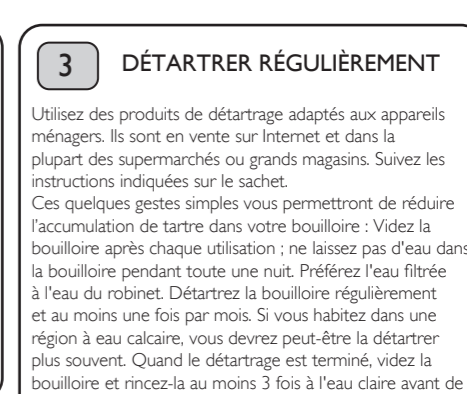 3
DÉTARTRER RÉGULIÈREMENT
Utilisez des produits de détartrage adaptés aux appareils
ménagers. Ils sont en vente sur Internet et dans la
plupart des supermarchés ou grands magasins. Suivez les
instructions indiquées sur le sachet.
Ces quelques gestes simples vous permettront de réduire
l'accumulation de tartre dans votre bouilloire : Videz la
bouilloire après chaque utilisation ; ne laissez pas d'eau dans
la bouilloire pendant toute une nuit. Préférez l'eau filtrée
à l'eau du robinet. Détartrez la bouilloire régulièrement
et au moins une fois par mois. Si vous habitez dans une
région à eau calcaire, vous devrez peut-être la détartrer
plus souvent. Quand le détartrage est terminé, videz la
bouilloire et rincez-la au moins 3 fois à l'eau claire avant de